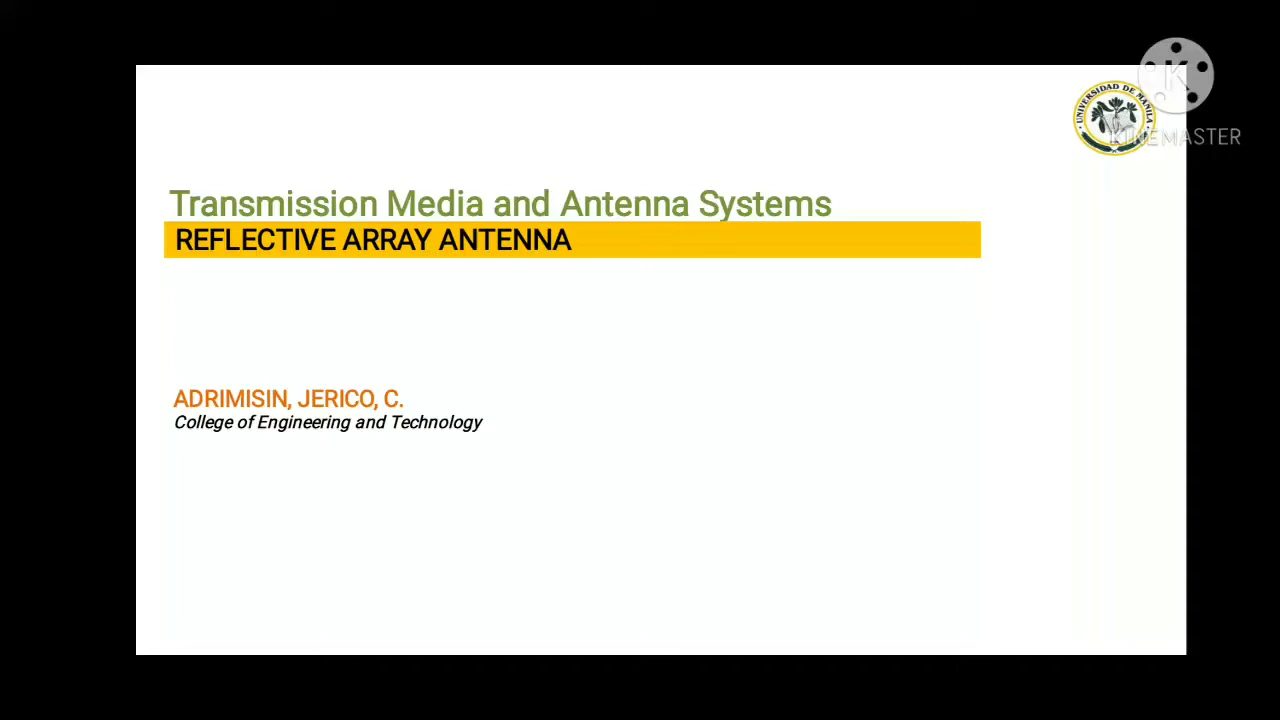 UNIVERSIDAD DE MANILA
KINEMASTER
Transmission Media and Antenna Systems
REFLECTIVE ARRAY ANTENNA
ADRIMISIN, JERICO, C.
College of Engineering and Technology